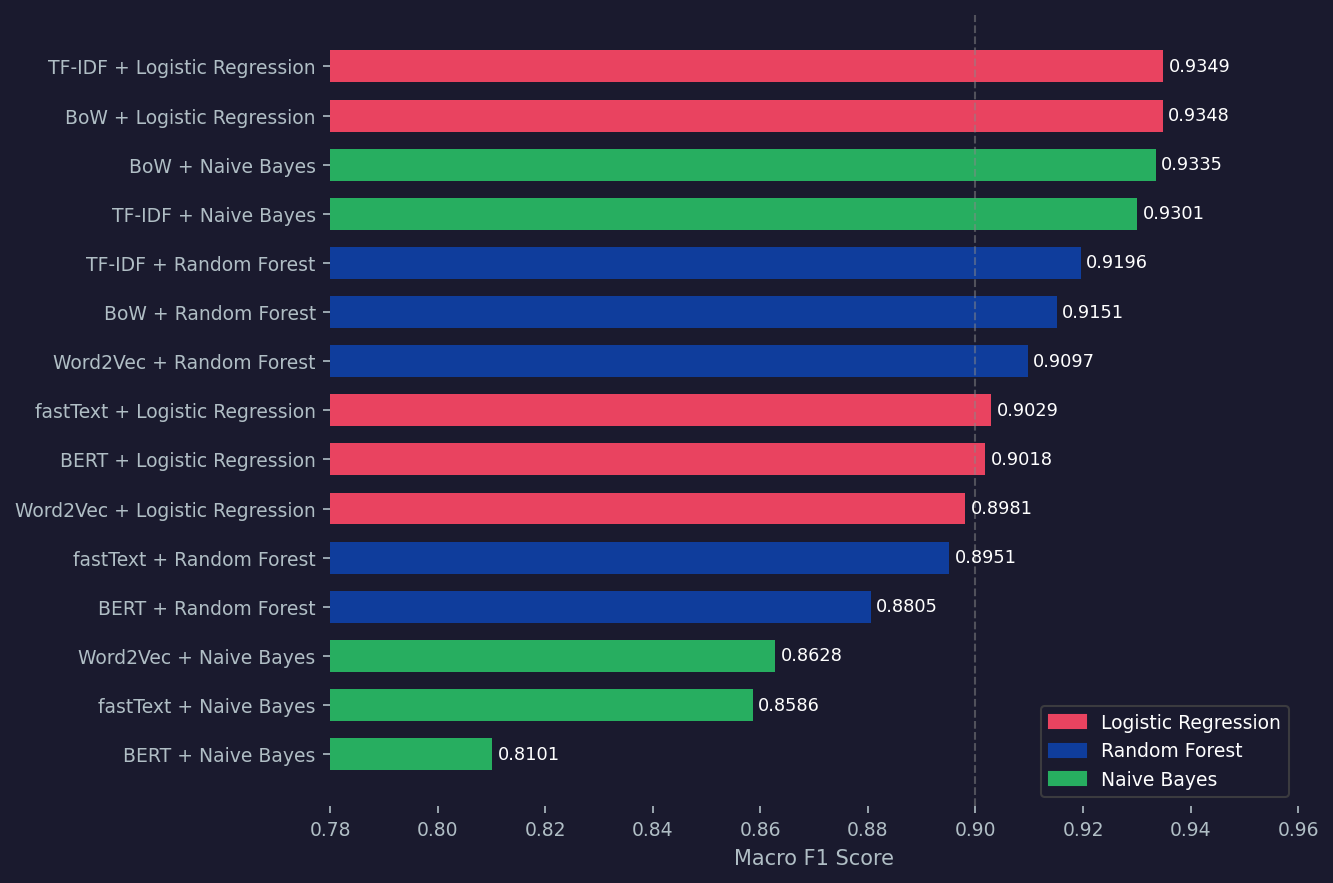 TF-IDF + Logistic Regression 0.9349
BoW + Logistic Regression 0.9348
BoW + Naive Bayes 0.9335
TF-IDF + Naive Bayes 0.9301
TF-IDF + Random Forest 0.9196
BoW + Random Forest 0.9151
Word2Vec + Random Forest 0.9097
fastText + Logistic Regression 0.9029
BERT + Logistic Regression 0.9018
Word2Vec + Logistic Regression 0.8981
fastText + Random Forest 0.8951
BERT + Random Forest 0.8805
Word2Vec + Naive Bayes 0.8628
fastText + Naive Bayes 0.8586
BERT + Naive Bayes 0.8101
Logistic Regression
Random Forest
Naive Bayes
0.78 0.80 0.82 0.84 0.86 0.88 0.90 0.92 0.94 0.96
Macro F1 Score